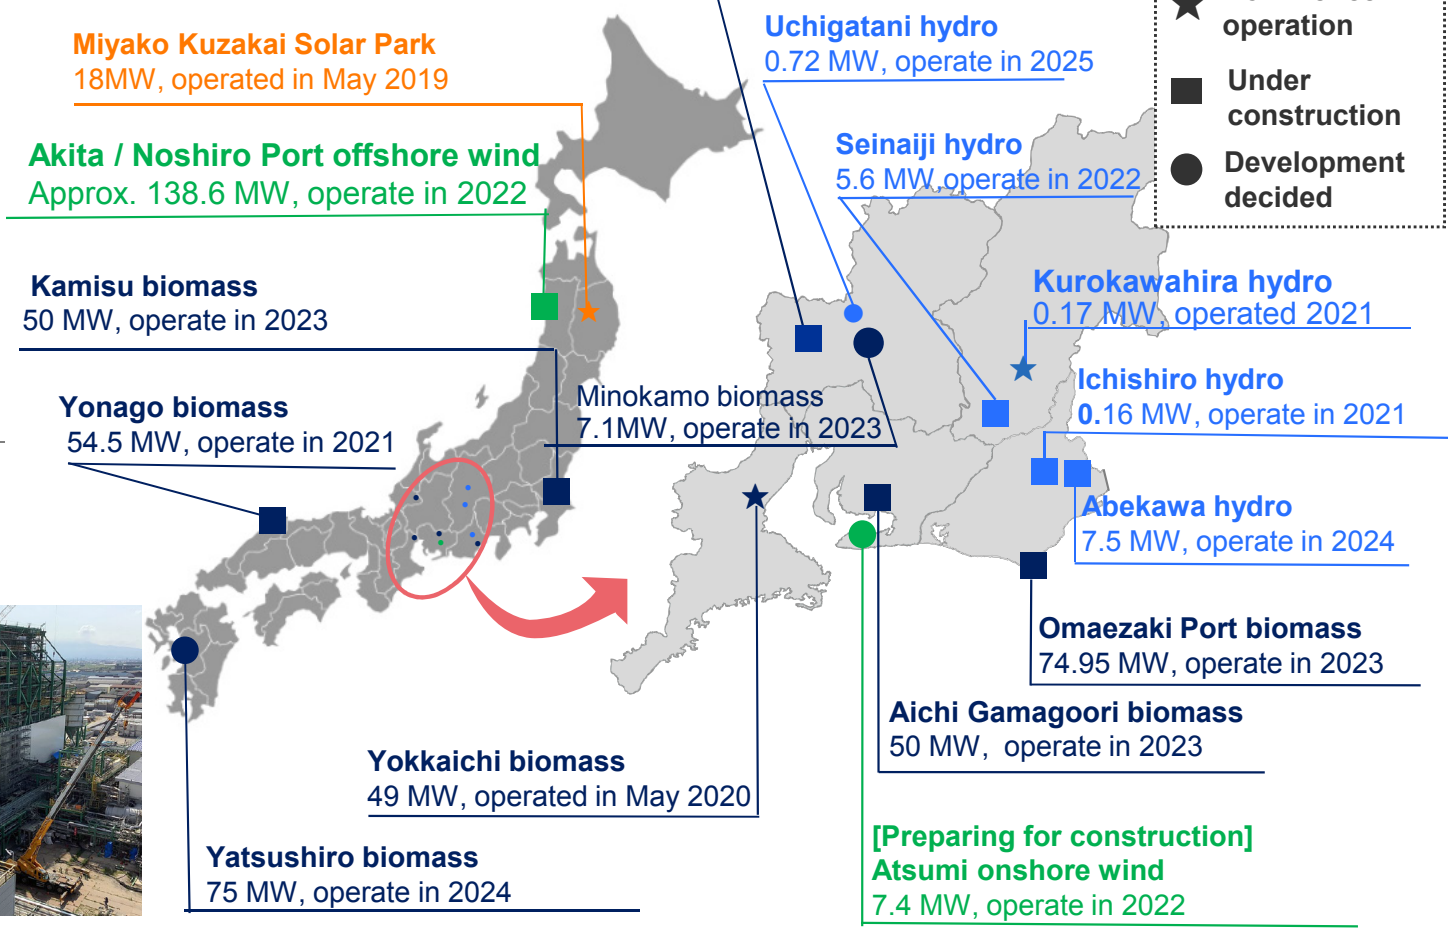 Miyako Kuzakai Solar Park
18MW, operated in May 2019
Akita / Noshiro Port offshore wind
Approx. 138.6 MW, operate in 2022
Kamisu biomass
50 MW, operate in 2023
Yonago biomass
54.5 MW, operate in 2021
Minokamo biomass
7.1MW, operate in 2023
Uchigatani hydro
0.72 MW, operate in 2025
Seinaiji hydro
5.6 MW,operate in 2022
operation
Under
construction
Development
decided
Kurokawahira hydro
0.17 MW, operated 2021
Ichishiro hydro
0.16 MW, operate in 2021
Abekawa hydro
7.5 MW, operate in 2024
Omaezaki Port biomass
74.95 MW, operate in 2023
Aichi Gamagoori biomass
50 MW, operate in 2023
Yokkaichi biomass
49 MW, operated in May 2020
[Preparing for construction]
Atsumi onshore wind
7.4 MW, operate in 2022
Yatsushiro biomass
75 MW, operate in 2024